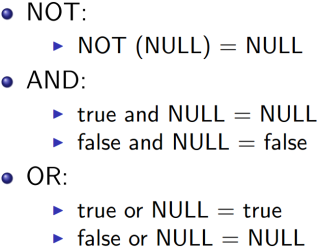 NOT:
NOT (NULL) = NULL
AND:
true and NULL = NULL
false and NULL = false
OR:
true or NULL = true
false or NULL = NULL